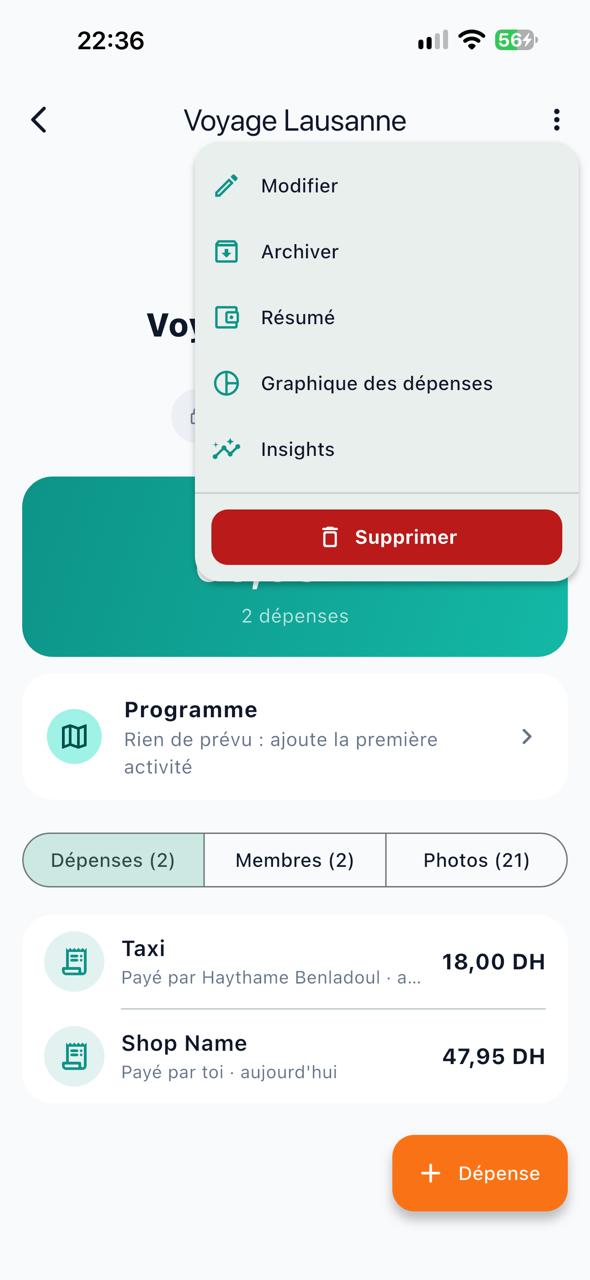 22:36
56
Voyage Lausanne
Modifier
Archiver
Résumé
Graphique des dépenses
Insights
Supprimer
2 dépenses
Programme
Rien de prévu : ajoute la première
activité
Dépenses (2)
Membres (2)
Photos (21)
Taxi
18,00 DH
Payé par Haythame Benladoul · a...
Shop Name
47,95 DH
Payé par toi · aujourd'hui
+ Dépense